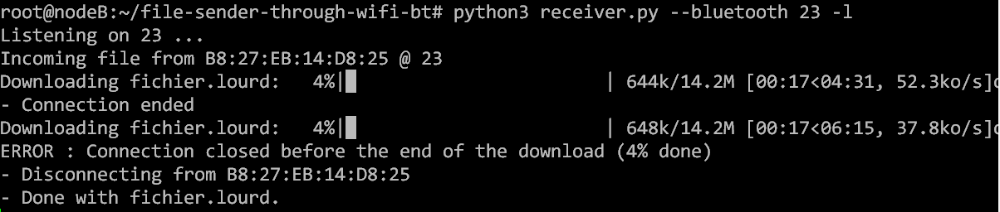 root@nodeB:~/file-sender-through-wifi-bt# python3 receiver.py --bluetooth 23 -l
Listening on 23 ...
Incoming file from B8:27:EB:14:D8:25 @ 23
Downloading fichier.lourd:   4%|█                    | 644k/14.2M [00:17<04:31, 52.3ko/s]c
- Connection ended
Downloading fichier.lourd:   4%|█                    | 648k/14.2M [00:17<06:15, 37.8ko/s]c
ERROR : Connection closed before the end of the download (4% done)
- Disconnecting from B8:27:EB:14:D8:25
- Done with fichier.lourd.